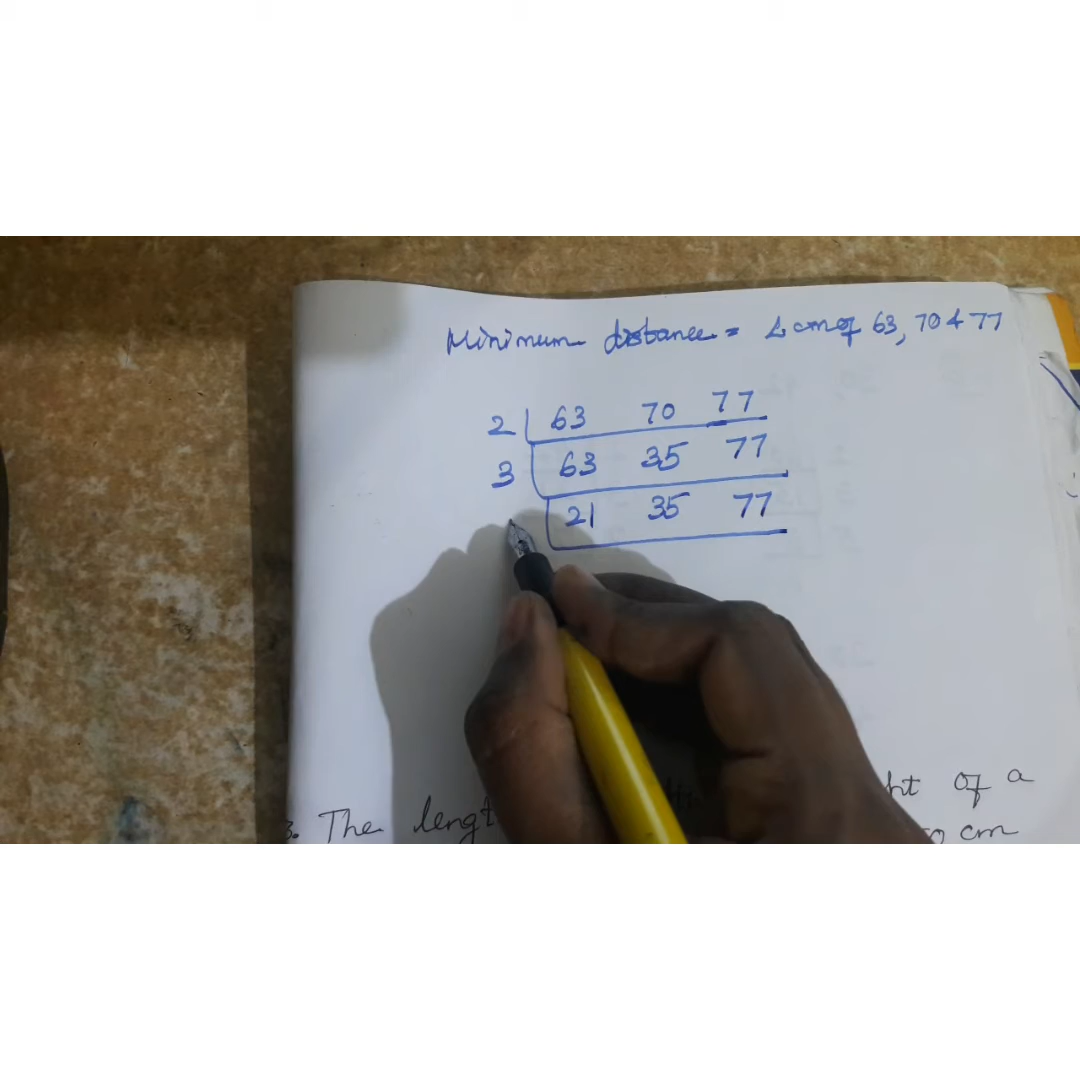 Minimum distance = Lcm of 63, 70 & 77
2 63 70 77
3 63 35 77
21 35 77
3. The lengt ht of a
50 cm